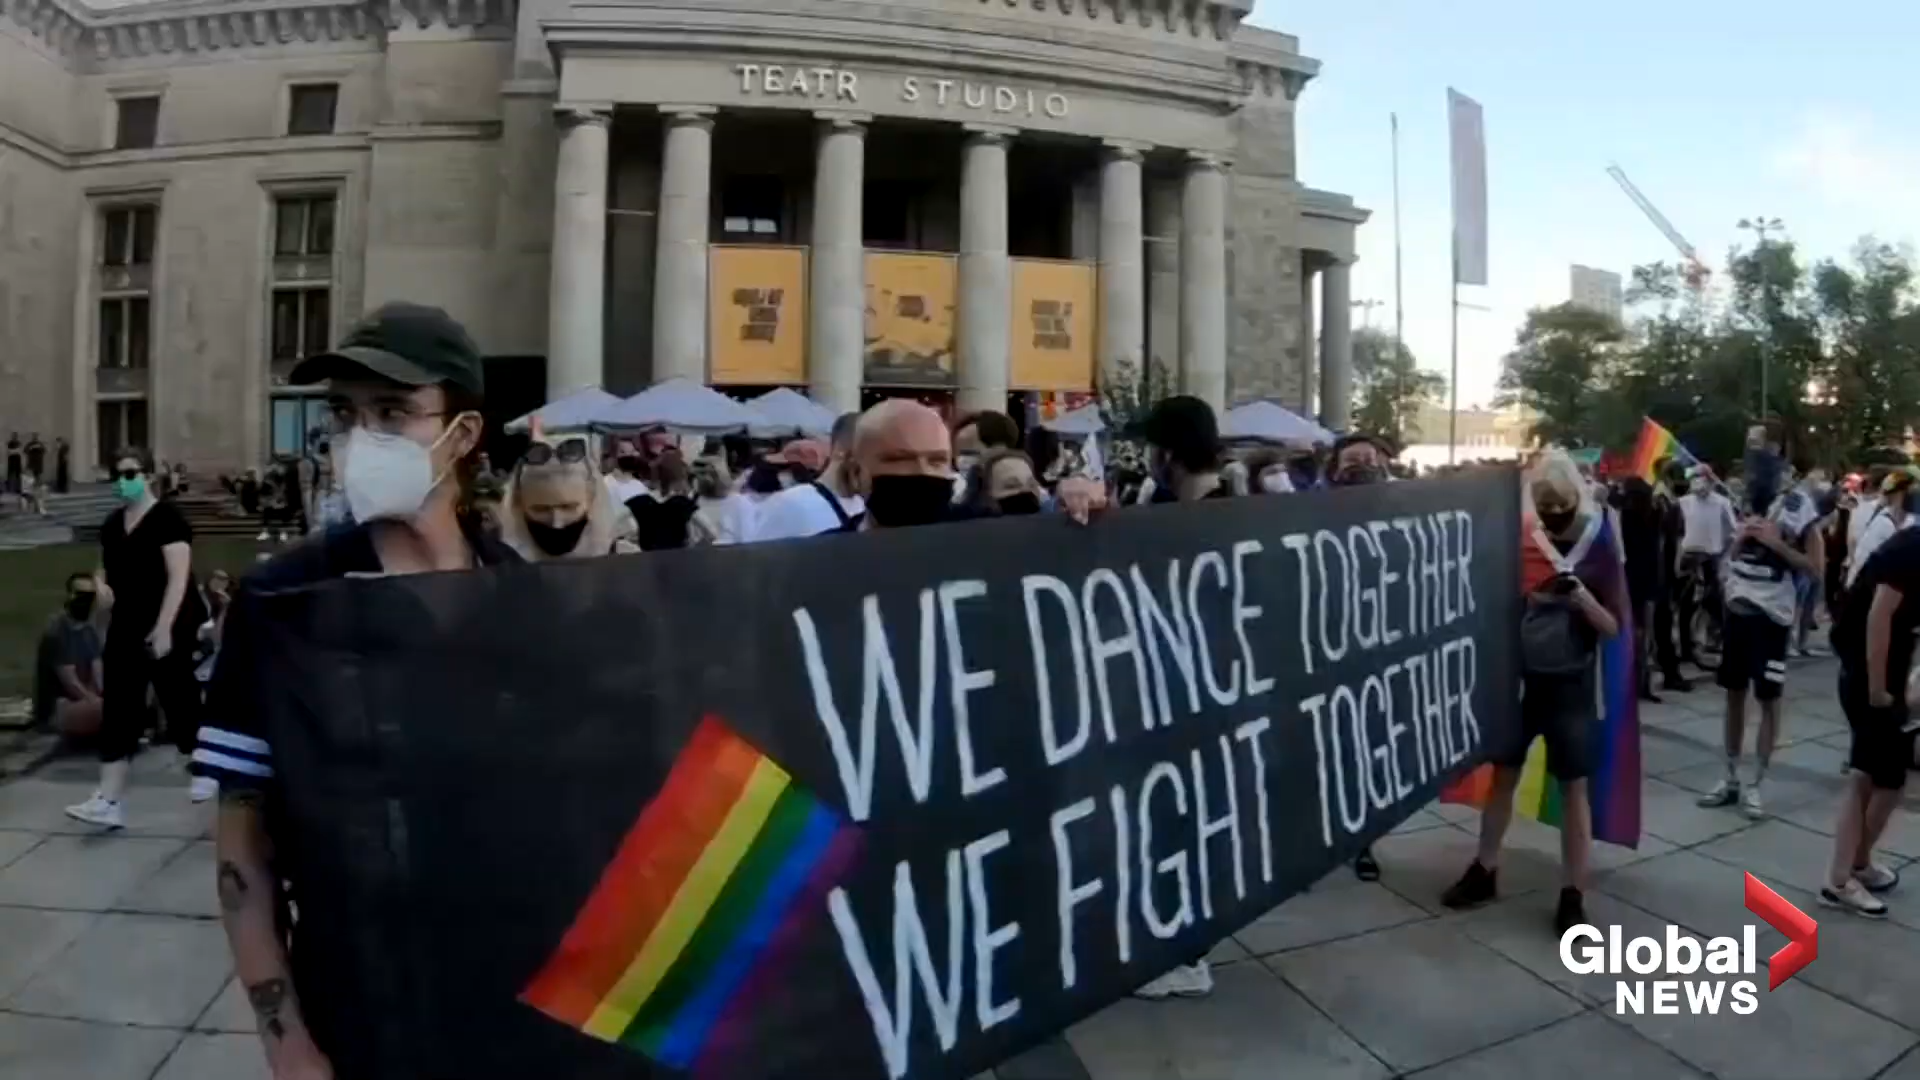 TEATR STUDIO
WE DANCE TOGETHER
WE FIGHT TOGETHER
Global
NEWS